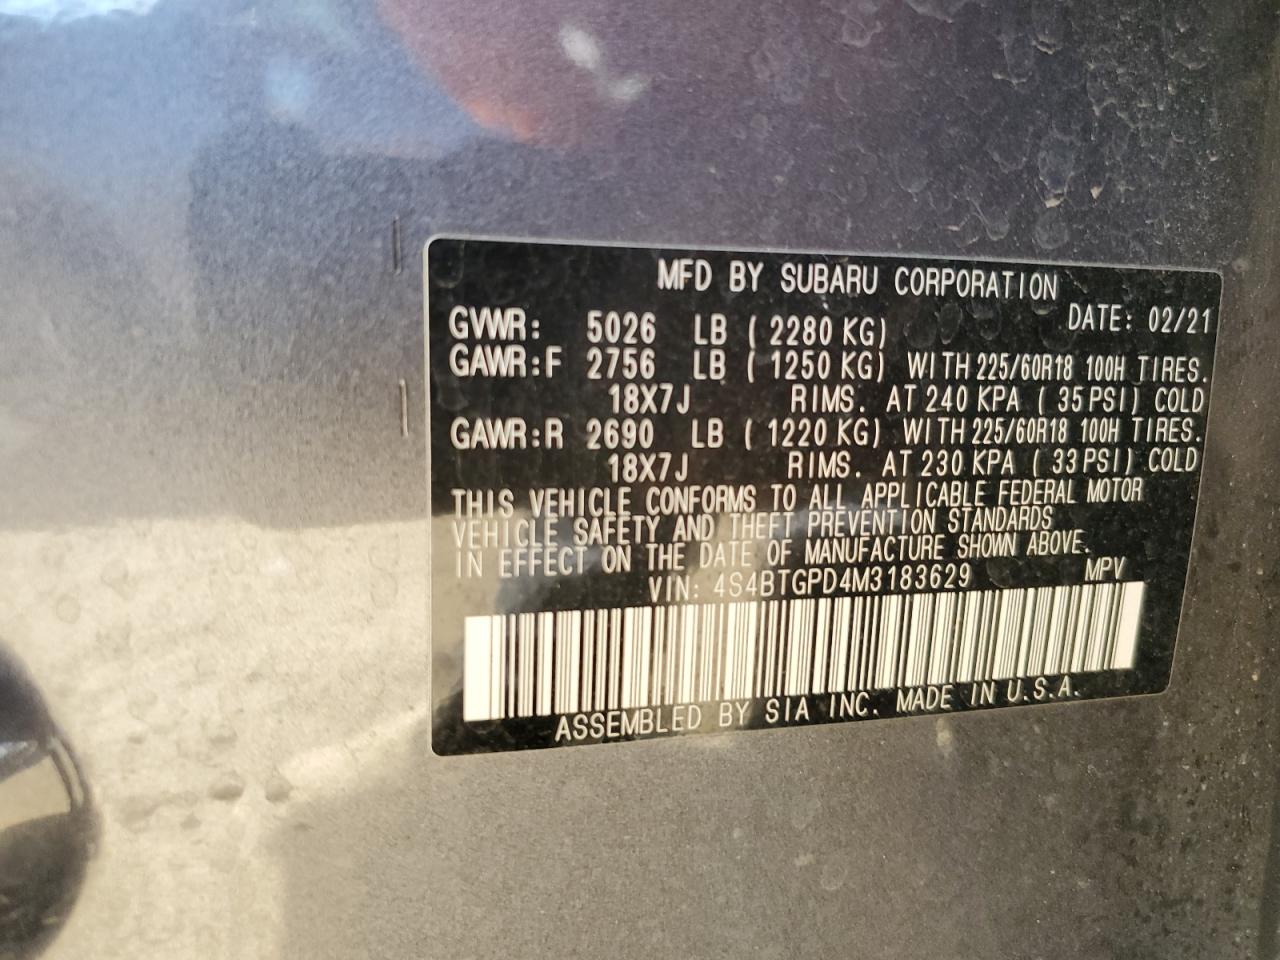 MFD BY SUBARU CORPORATION
DATE: 02/21
GVWR: 5026 LB ( 2280 KG)
GAWR:F 2756 LB ( 1250 KG) WITH 225/60R18 100H TIRES.
18X7J RIMS. AT 240 KPA ( 35 PSI) COLD
GAWR:R 2690 LB ( 1220 KG) WITH 225/60R18 100H TIRES.
18X7J RIMS. AT 230 KPA ( 33 PSI) COLD
THIS VEHICLE CONFORMS TO ALL APPLICABLE FEDERAL MOTOR
VEHICLE SAFETY AND THEFT PREVENTION STANDARDS
IN EFFECT ON THE DATE OF MANUFACTURE SHOWN ABOVE.
VIN: 4S4BTGPD4M3183629 MPV
ASSEMBLED BY SIA INC. MADE IN U.S.A.